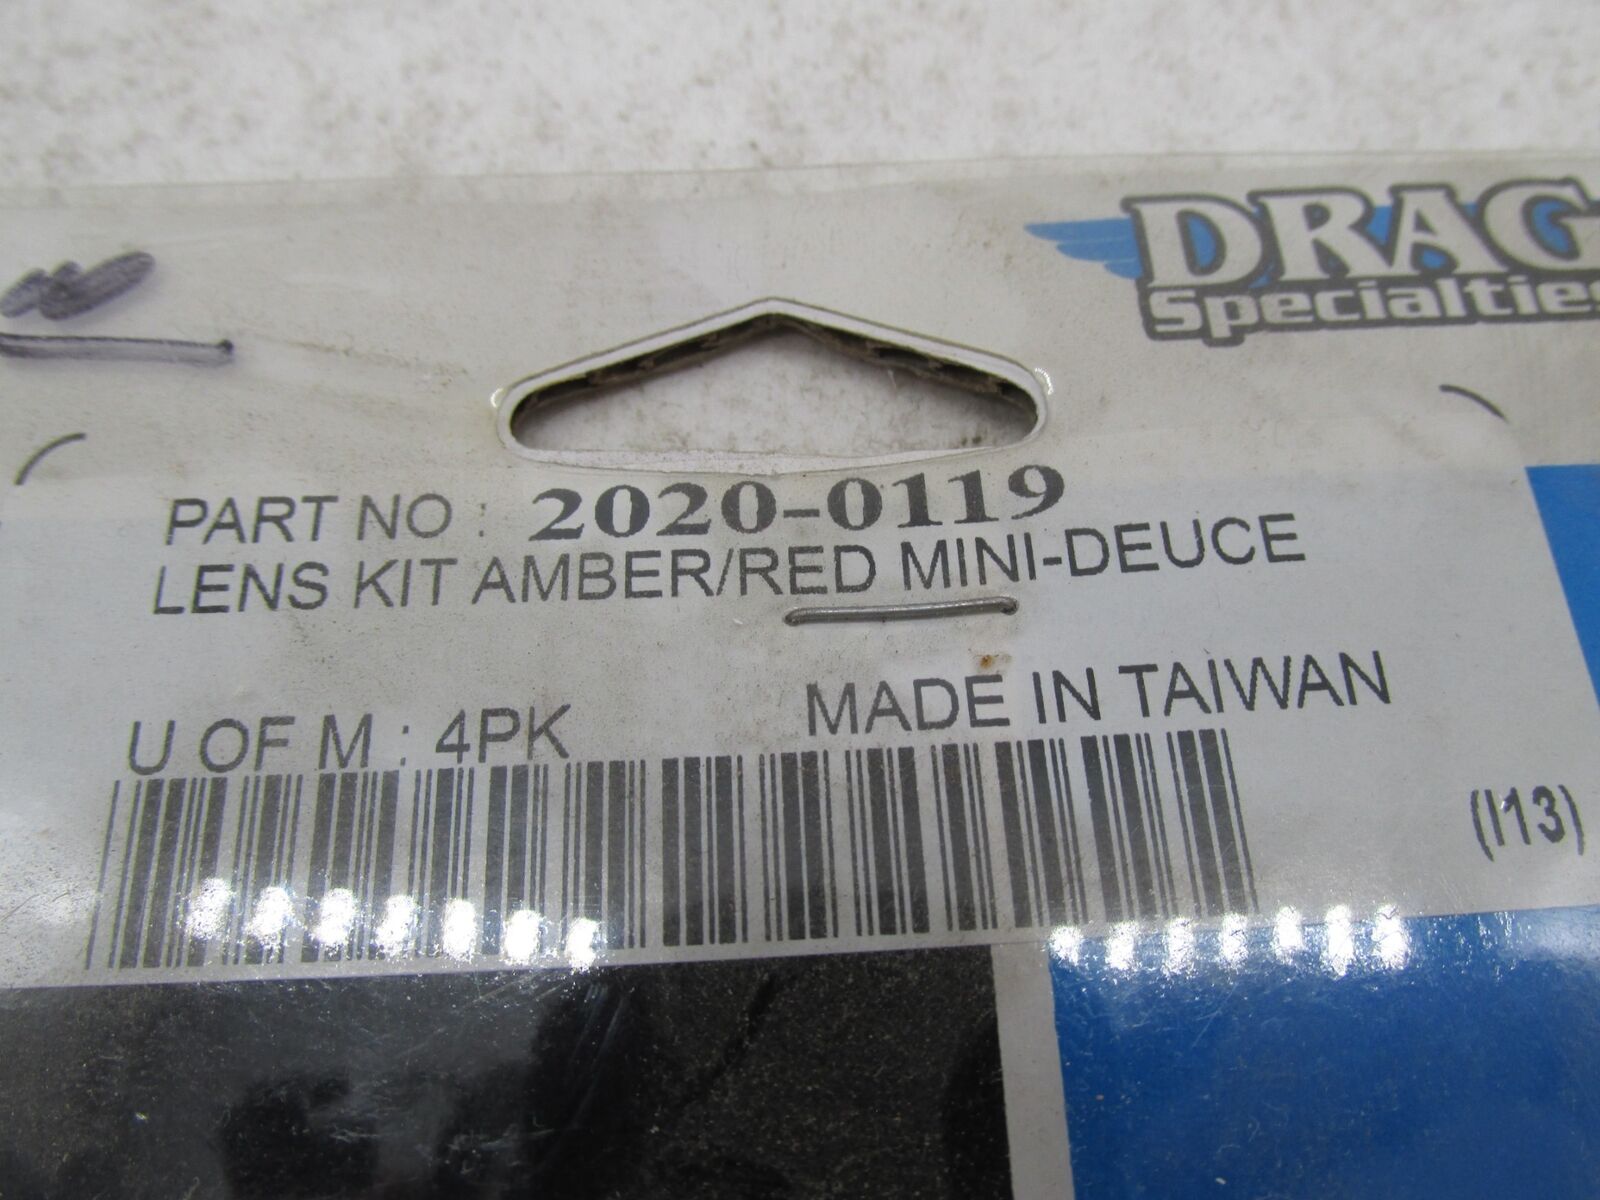 DRAG
Specialties
PART NO : 2020-0119
LENS KIT AMBER/RED MINI-DEUCE
U OF M : 4PK
MADE IN TAIWAN
(I13)